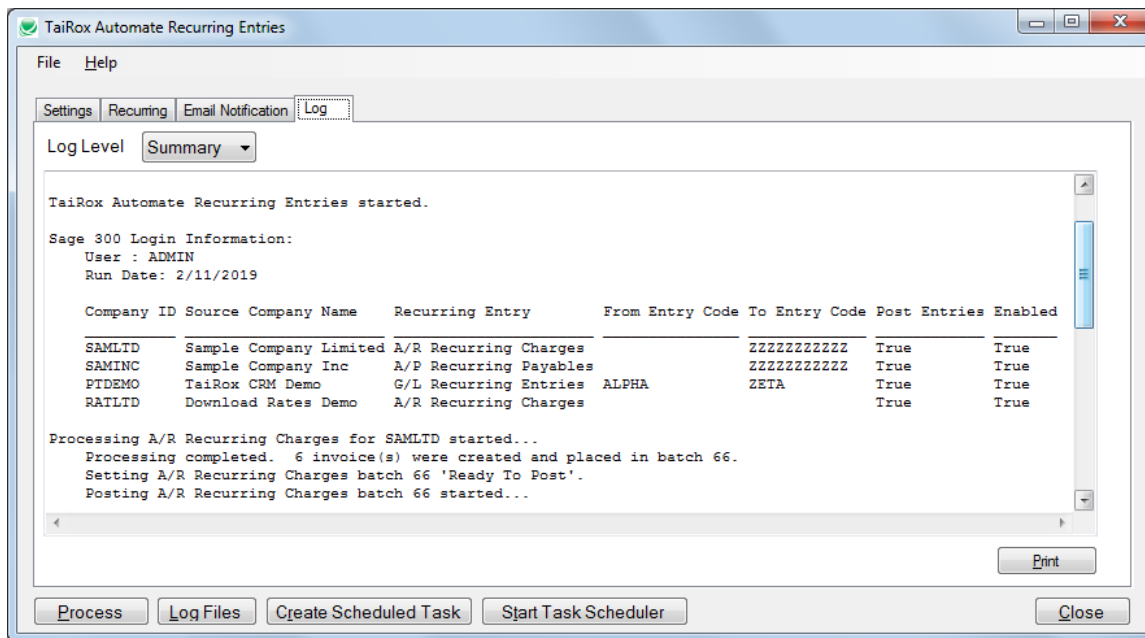 TaiRox Automate Recurring Entries
File Help
Settings Recurring Email Notification Log
Log Level Summary
TaiRox Automate Recurring Entries started.
Sage 300 Login Information:
User : ADMIN
Run Date: 2/11/2019
Company ID Source Company Name Recurring Entry From Entry Code To Entry Code Post Entries Enabled
SAMLTD Sample Company Limited A/R Recurring Charges ZZZZZZZZZZZZ True True
SAMINC Sample Company Inc A/P Recurring Payables ZZZZZZZZZZZZ True True
PTDEMO TaiRox CRM Demo G/L Recurring Entries ALPHA ZETA True True
RATLTD Download Rates Demo A/R Recurring Charges True True
Processing A/R Recurring Charges for SAMLTD started...
Processing completed. 6 invoice(s) were created and placed in batch 66.
Setting A/R Recurring Charges batch 66 'Ready To Post'.
Posting A/R Recurring Charges batch 66 started...
Print
Process Log Files Create Scheduled Task Start Task Scheduler Close